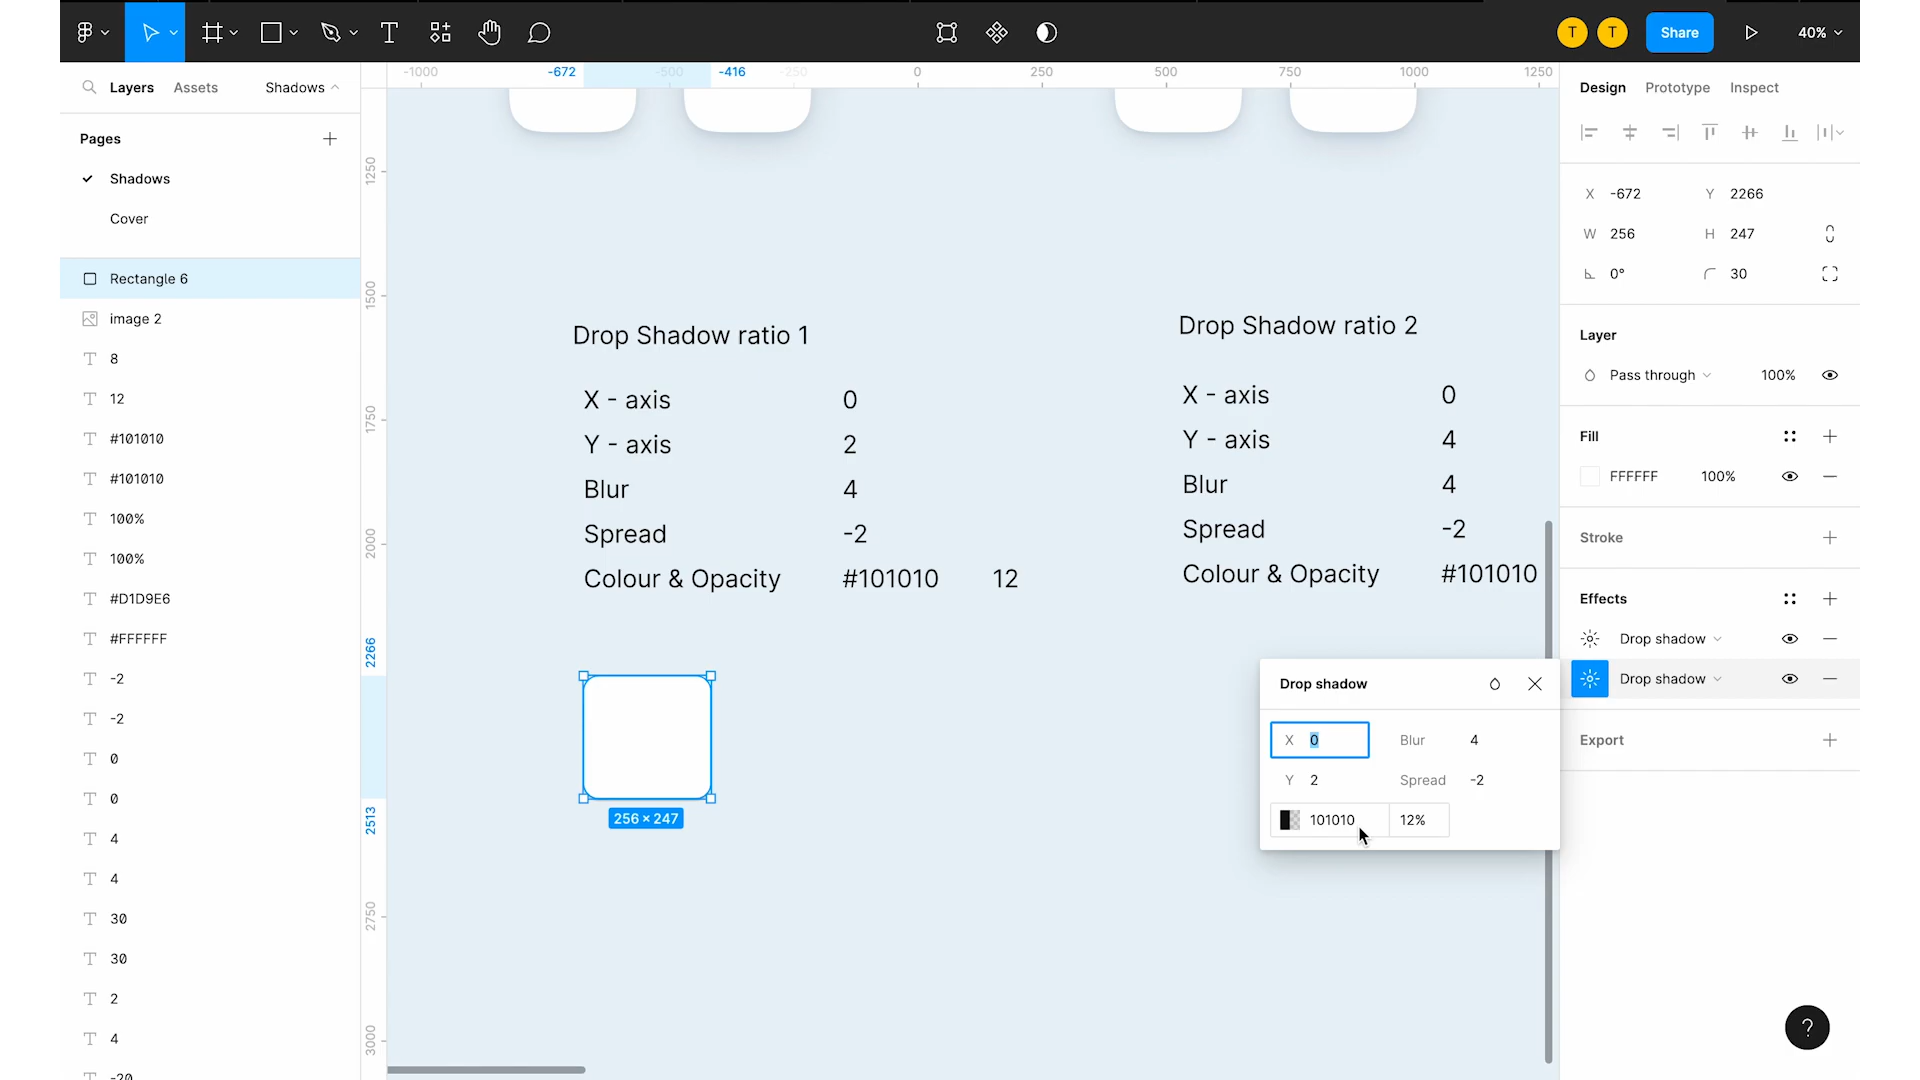 T T Share 40%
Layers Assets Shadows
-1000 -672 -500 -416 -250 0 250 500 750 1000 1250
Design Prototype Inspect
Pages
Shadows
Cover
Rectangle 6
image 2
8
12
#101010
#101010
100%
100%
#D1D9E6
#FFFFFF
-2
-2
0
0
4
4
30
30
2
4
-20
1250
1500
1750
2000
2266
2513
2750
3000
Drop Shadow ratio 1
X - axis 0
Y - axis 2
Blur 4
Spread -2
Colour & Opacity #101010 12
256 × 247
Drop Shadow ratio 2
X - axis 0
Y - axis 4
Blur 4
Spread -2
Colour & Opacity #101010
Drop shadow
X 0 Blur 4
Y 2 Spread -2
101010 12%
X -672 Y 2266
W 256 H 247
0° 30
Layer
Pass through 100%
Fill
FFFFFF 100%
Stroke
Effects
Drop shadow
Drop shadow
Export
?